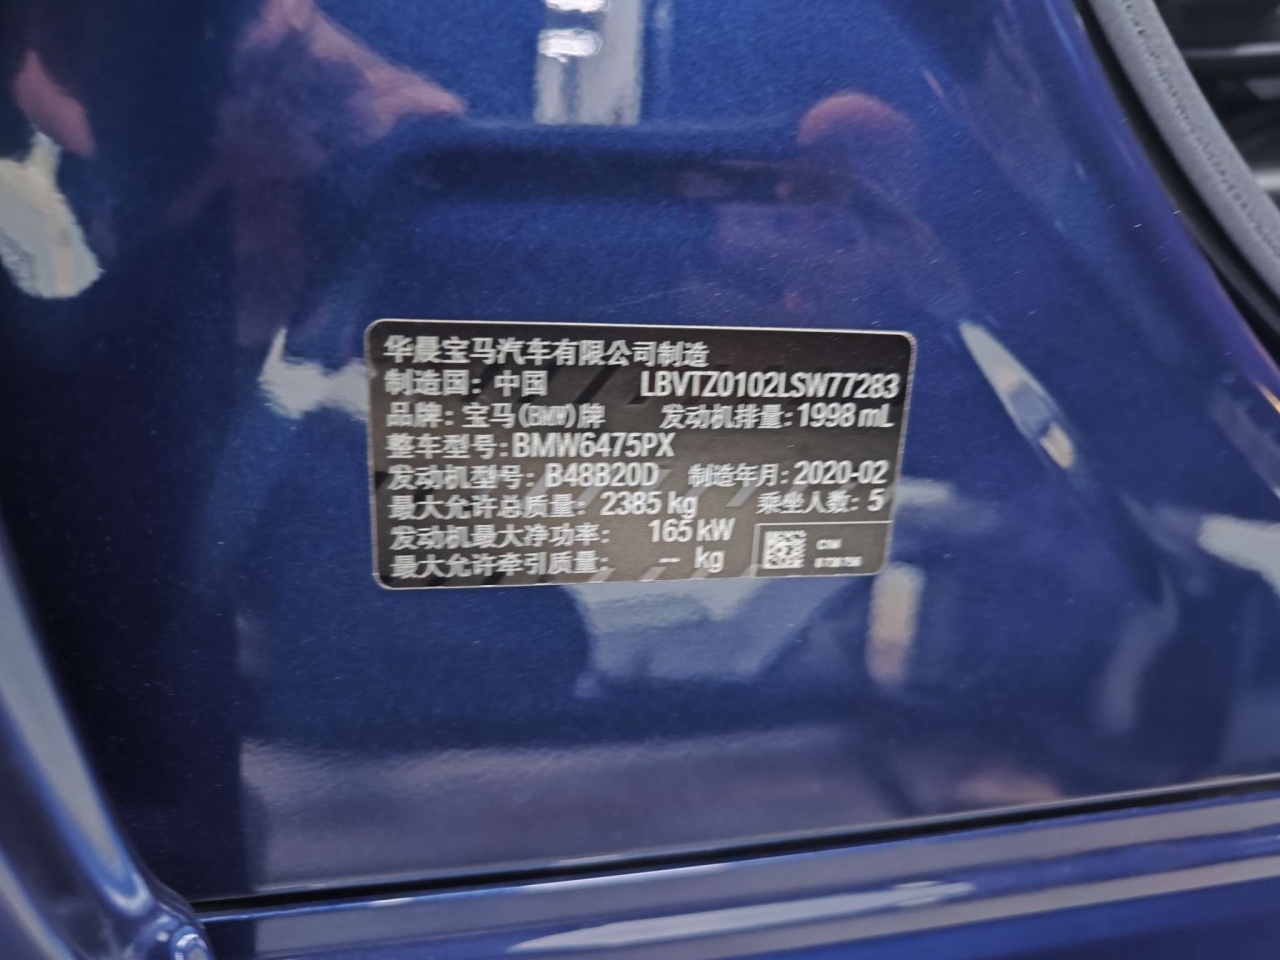 华晨宝马汽车有限公司制造
制造国：中国 LBVTZ0102LSW77283
品牌：宝马(BMW)牌 发动机排量：1998 mL
整车型号：BMW6475PX
发动机型号：B48B20D 制造年月：2020-02
最大允许总质量：2385 kg 乘坐人数：5
发动机最大净功率：165 kW
最大允许牵引质量：-- kg